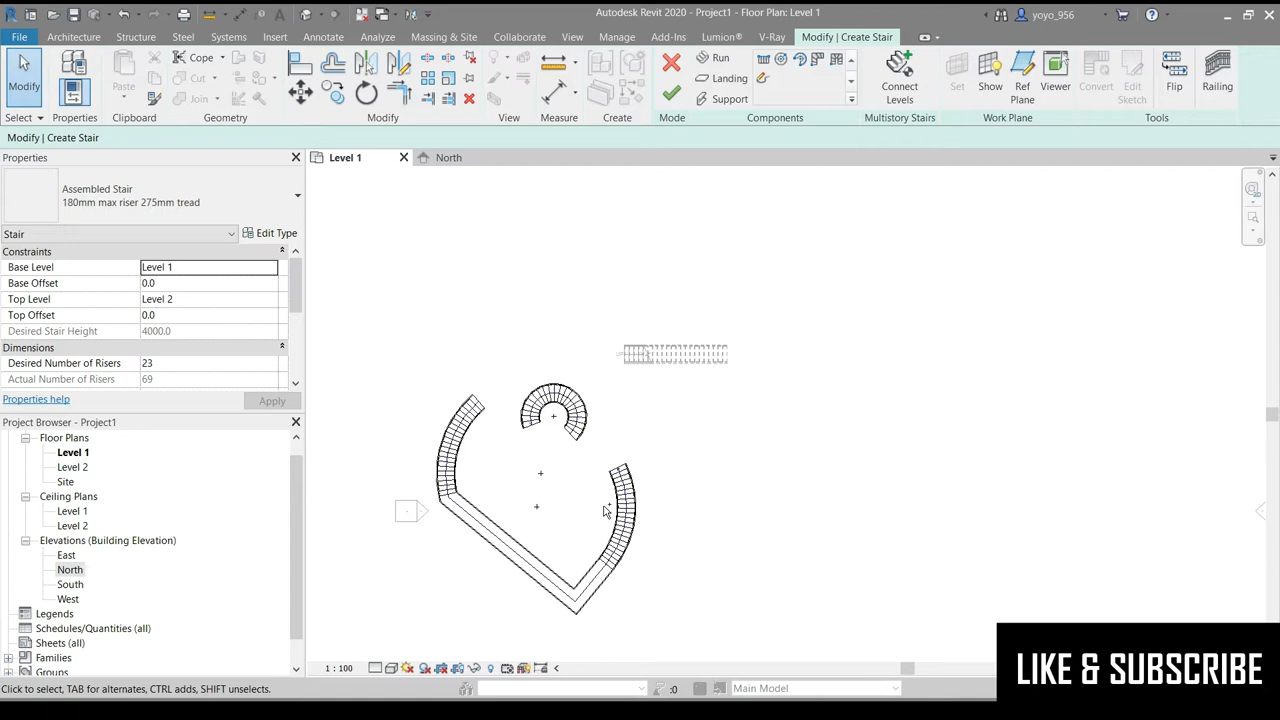 Autodesk Revit 2020 - Project1 - Floor Plan: Level 1
yoyo_956
File Architecture Structure Steel Systems Insert Annotate Analyze Massing & Site Collaborate View Manage Add-Ins Lumion® V-Ray Modify | Create Stair
Modify
Paste
Cope
Cut
Join
Run
Landing
Support
Connect
Levels
Set
Show
Ref
Plane
Viewer
Convert
Edit
Sketch
Flip
Railing
Select Properties Clipboard Geometry Modify View Measure Create Mode Components Multistory Stairs Work Plane Tools
Modify | Create Stair
Properties
Level 1
North
Assembled Stair
180mm max riser 275mm tread
Stair
Edit Type
Constraints
Base Level Level 1
Base Offset 0.0
Top Level Level 2
Top Offset 0.0
Desired Stair Height 4000.0
Dimensions
Desired Number of Risers 23
Actual Number of Risers 69
Properties help
Apply
Project Browser - Project1
Floor Plans
Level 1
Level 2
Site
Ceiling Plans
Level 1
Level 2
Elevations (Building Elevation)
East
North
South
West
Legends
Schedules/Quantities (all)
Sheets (all)
Families
Groups
1 : 100
LIKE & SUBSCRIBE
Click to select, TAB for alternates, CTRL adds, SHIFT unselects.
:0
Main Model